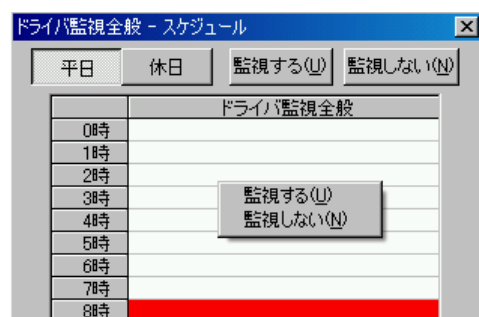 ドライバ監視全般 - スケジュール
平日 休日 監視する(U) 監視しない(N)
ドライバ監視全般
0時
1時
2時
3時
監視する(U)
4時
監視しない(N)
5時
6時
7時
8時